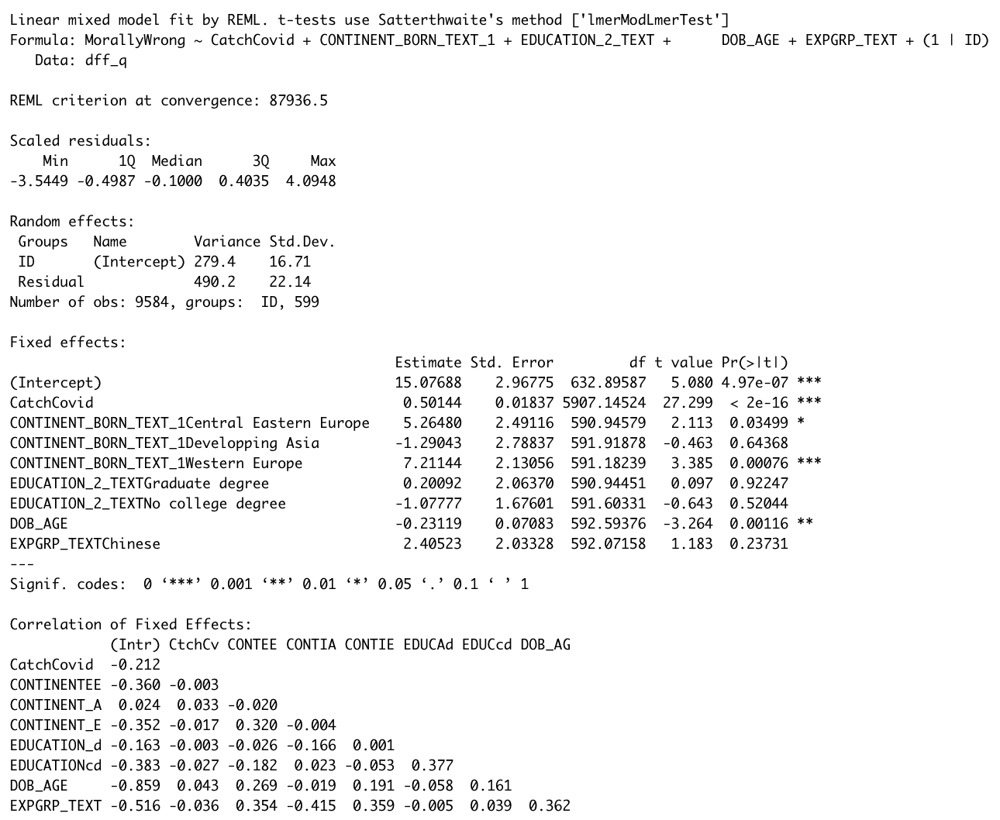 Linear mixed model fit by REML. t-tests use Satterthwaite's method ['lmerModLmerTest']
Formula: MorallyWrong ~ CatchCovid + CONTINENT_BORN_TEXT_1 + EDUCATION_2_TEXT +      DOB_AGE + EXPGRP_TEXT + (1 | ID)
   Data: dff_q

REML criterion at convergence: 87936.5

Scaled residuals:
    Min      1Q  Median      3Q     Max
-3.5449 -0.4987 -0.1000  0.4035  4.0948

Random effects:
 Groups   Name        Variance Std.Dev.
 ID       (Intercept) 279.4    16.71
 Residual             490.2    22.14
Number of obs: 9584, groups:  ID, 599

Fixed effects:
                                              Estimate Std. Error         df t value Pr(>|t|)
(Intercept)                                   15.07688    2.96775  632.89587   5.080 4.97e-07 ***
CatchCovid                                     0.50144    0.01837 5907.14524  27.299  < 2e-16 ***
CONTINENT_BORN_TEXT_1Central Eastern Europe    5.26480    2.49116  590.94579   2.113  0.03499 *
CONTINENT_BORN_TEXT_1Developping Asia         -1.29043    2.78837  591.91878  -0.463  0.64368
CONTINENT_BORN_TEXT_1Western Europe            7.21144    2.13056  591.18239   3.385  0.00076 ***
EDUCATION_2_TEXTGraduate degree                0.20092    2.06370  590.94451   0.097  0.92247
EDUCATION_2_TEXTNo college degree             -1.07777    1.67601  591.60331  -0.643  0.52044
DOB_AGE                                       -0.23119    0.07083  592.59376  -3.264  0.00116 **
EXPGRP_TEXTChinese                             2.40523    2.03328  592.07158   1.183  0.23731
---
Signif. codes:  0 ‘***’ 0.001 ‘**’ 0.01 ‘*’ 0.05 ‘.’ 0.1 ‘ ’ 1

Correlation of Fixed Effects:
            (Intr) CtchCv CONTEE CONTIA CONTIE EDUCAd EDUCcd DOB_AG
CatchCovid  -0.212
CONTINENTEE -0.360 -0.003
CONTINENT_A  0.024  0.033 -0.020
CONTINENT_E -0.352 -0.017  0.320 -0.004
EDUCATION_d -0.163 -0.003 -0.026 -0.166  0.001
EDUCATIONcd -0.383 -0.027 -0.182  0.023 -0.053  0.377
DOB_AGE     -0.859  0.043  0.269 -0.019  0.191 -0.058  0.161
EXPGRP_TEXT -0.516 -0.036  0.354 -0.415  0.359 -0.005  0.039  0.362